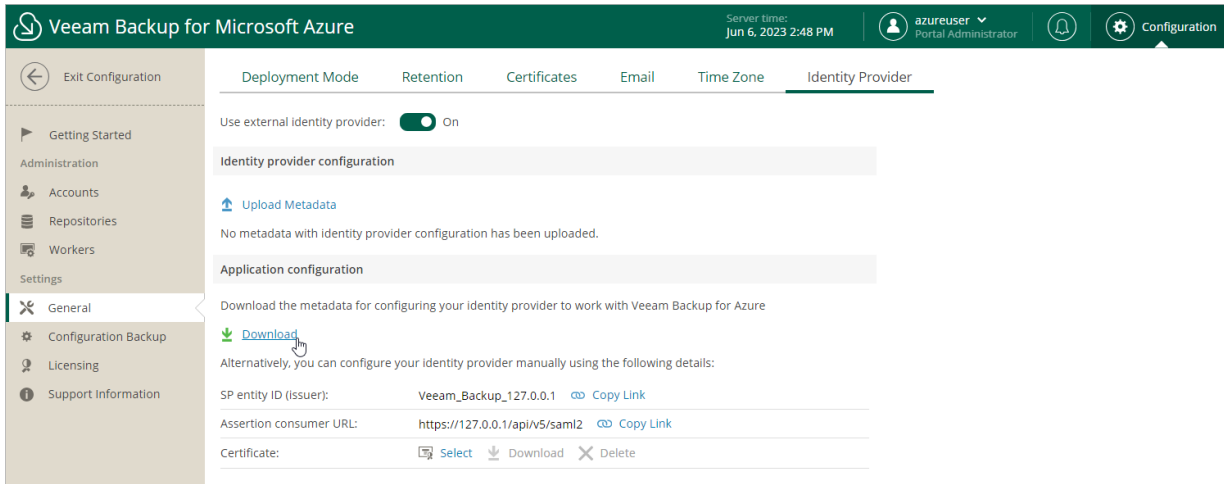 Veeam Backup for Microsoft Azure
Server time:
Jun 6, 2023 2:48 PM
azureuser
Portal Administrator
Configuration
Exit Configuration
Getting Started
Administration
Accounts
Repositories
Workers
Settings
General
Configuration Backup
Licensing
Support Information
Deployment Mode Retention Certificates Email Time Zone Identity Provider
Use external identity provider: On
Identity provider configuration
Upload Metadata
No metadata with identity provider configuration has been uploaded.
Application configuration
Download the metadata for configuring your identity provider to work with Veeam Backup for Azure
Download
Alternatively, you can configure your identity provider manually using the following details:
SP entity ID (issuer): Veeam_Backup_127.0.0.1 Copy Link
Assertion consumer URL: https://127.0.0.1/api/v5/saml2 Copy Link
Certificate: Select Download Delete